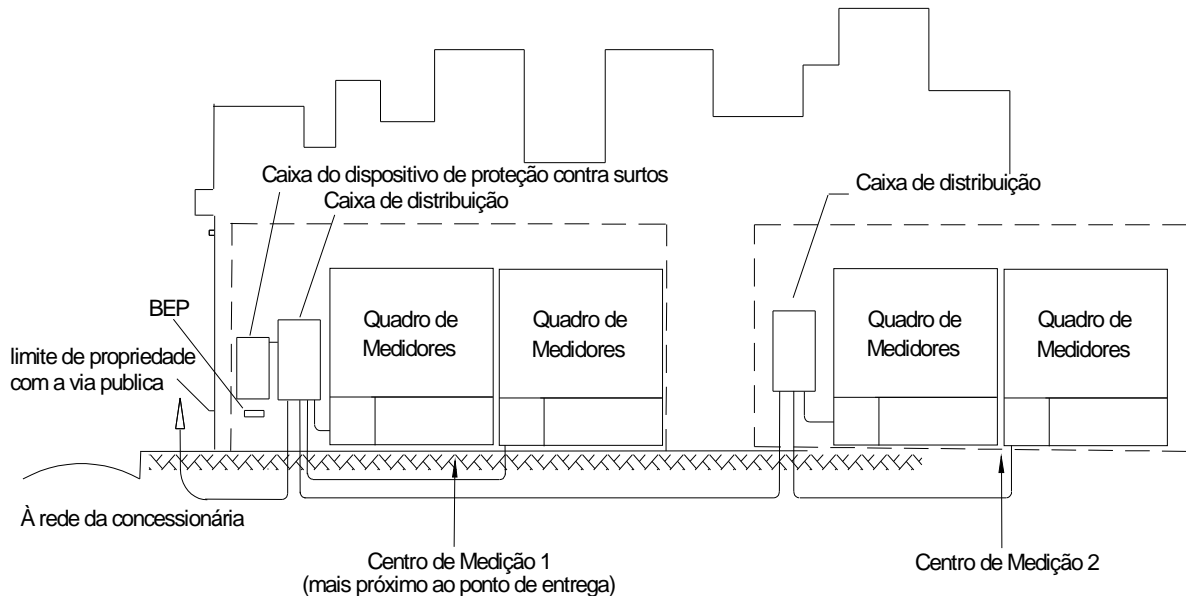 Caixa do dispositivo de proteção contra surtos
Caixa de distribuição
Caixa de distribuição
BEP
limite de propriedade
com a via publica
Quadro de
Medidores
Quadro de
Medidores
Quadro de
Medidores
Quadro de
Medidores
À rede da concessionária
Centro de Medição 1
(mais próximo ao ponto de entrega)
Centro de Medição 2